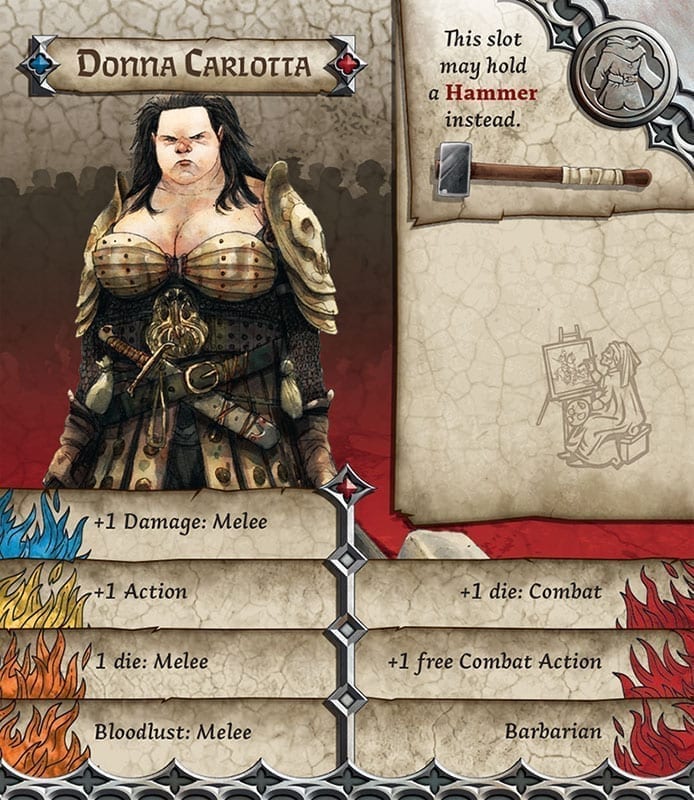 Donna Carlotta
This slot
may hold
a Hammer
instead.
+1 Damage: Melee
+1 Action
1 die: Melee
Bloodlust: Melee
+1 die: Combat
+1 free Combat Action
Barbarian